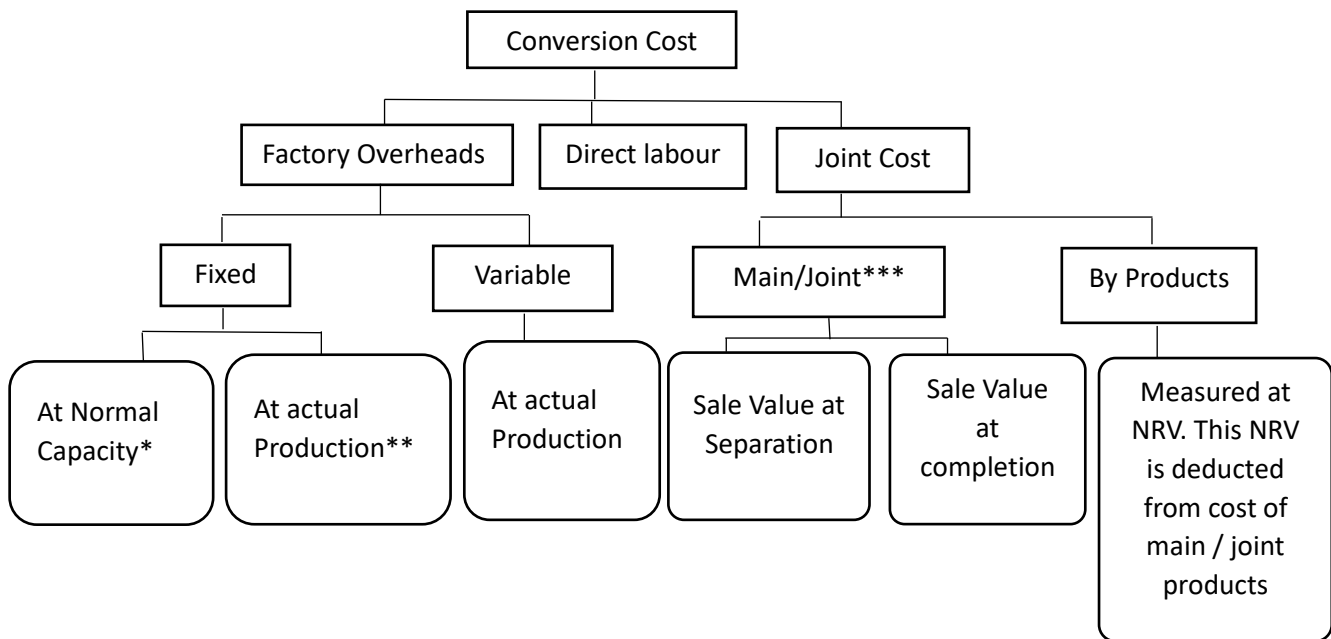 Conversion Cost
Factory Overheads
Direct labour
Joint Cost
Fixed
Variable
Main/Joint***
By Products
At Normal
Capacity*
At actual
Production**
At actual
Production
Sale Value at
Separation
Sale Value
at
completion
Measured at
NRV. This NRV
is deducted
from cost of
main / joint
products